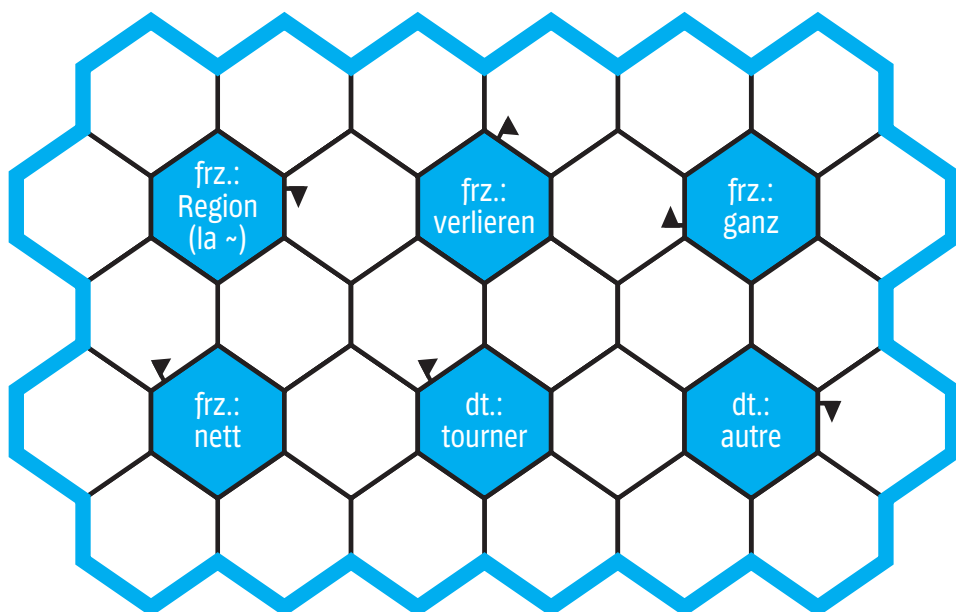 frz.:
Region
(la ~)
frz.:
verlieren
frz.:
ganz
frz.:
nett
dt.:
tourner
dt.:
autre